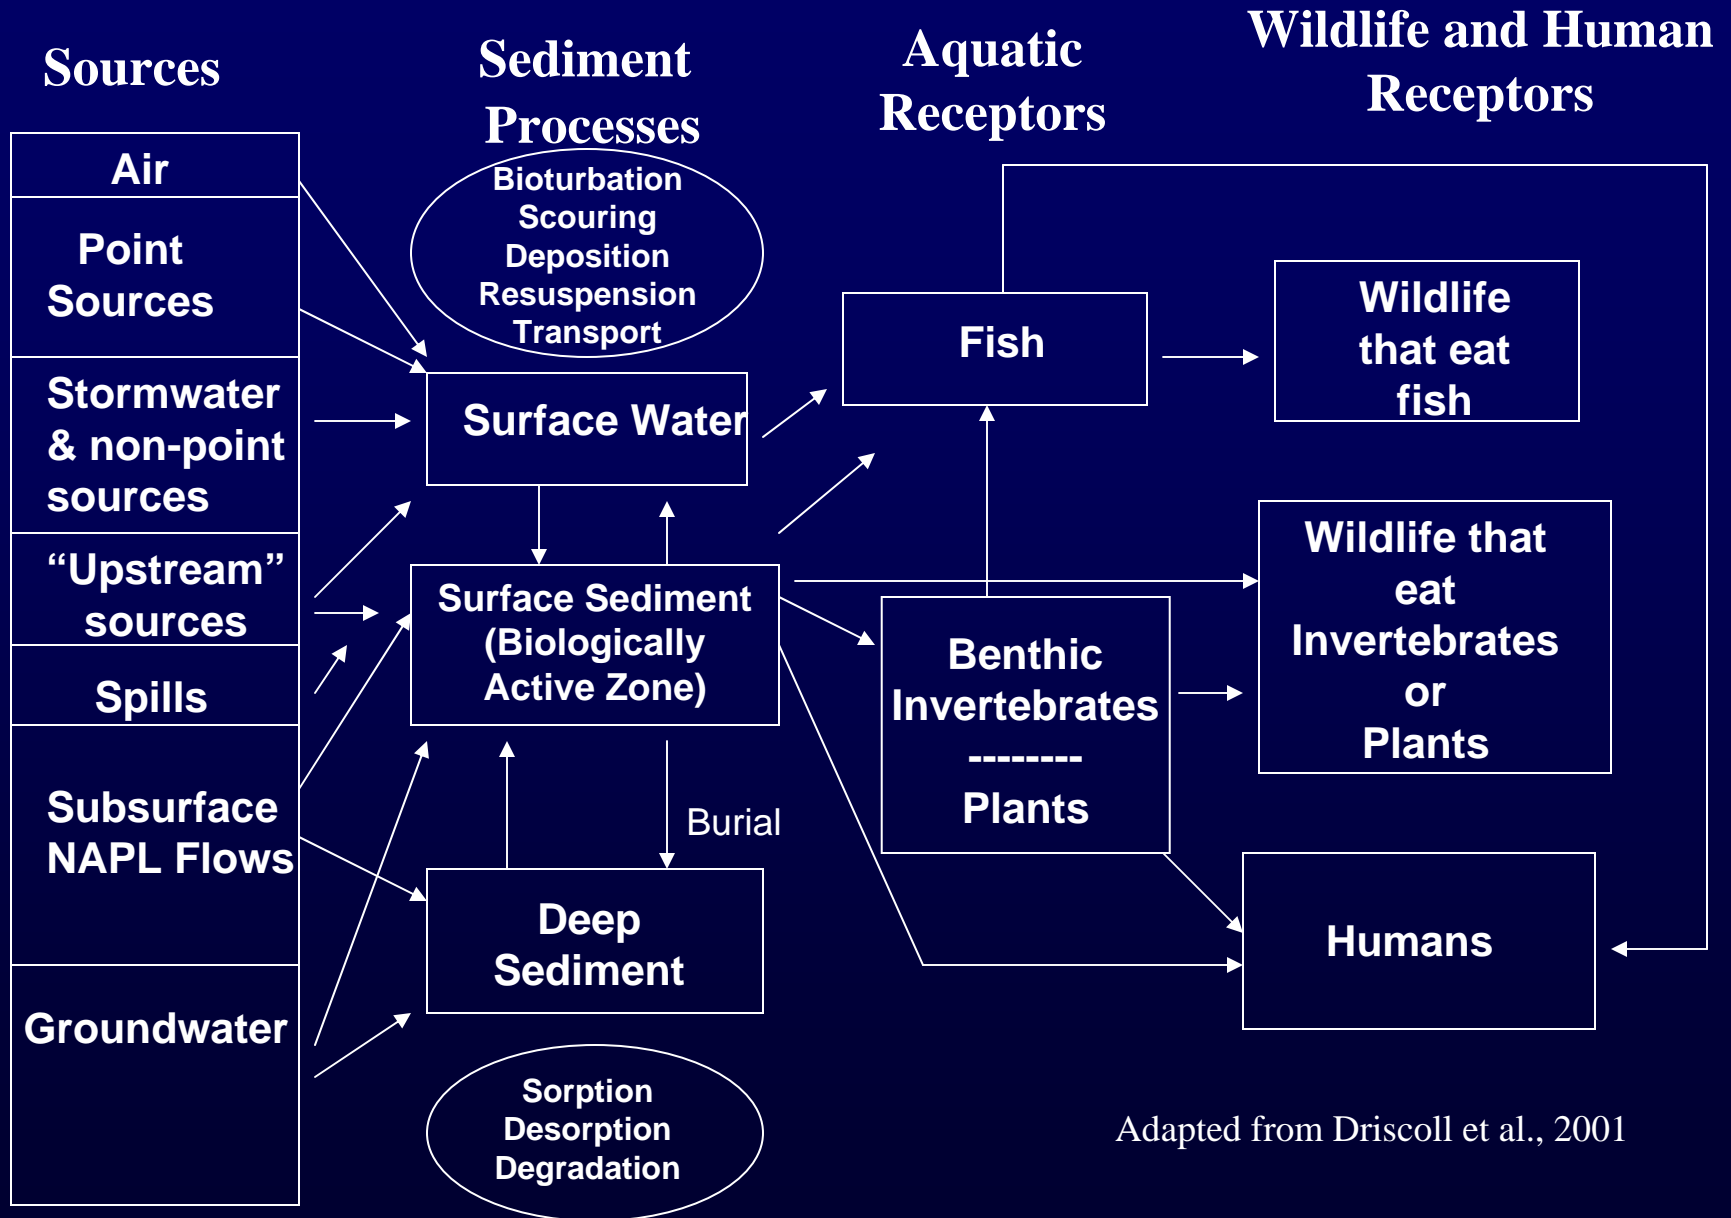 Sources
Sediment
Processes
Aquatic
Receptors
Wildlife and Human
Receptors
Air
Point
Sources
Stormwater
& non-point
sources
“Upstream”
sources
Spills
Subsurface
NAPL Flows
Groundwater
Bioturbation
Scouring
Deposition
Resuspension
Transport
Surface Water
Surface Sediment
(Biologically
Active Zone)
Burial
Deep
Sediment
Sorption
Desorption
Degradation
Fish
Benthic
Invertebrates
--------
Plants
Wildlife
that eat
fish
Wildlife that
eat
Invertebrates
or
Plants
Humans
Adapted from Driscoll et al., 2001